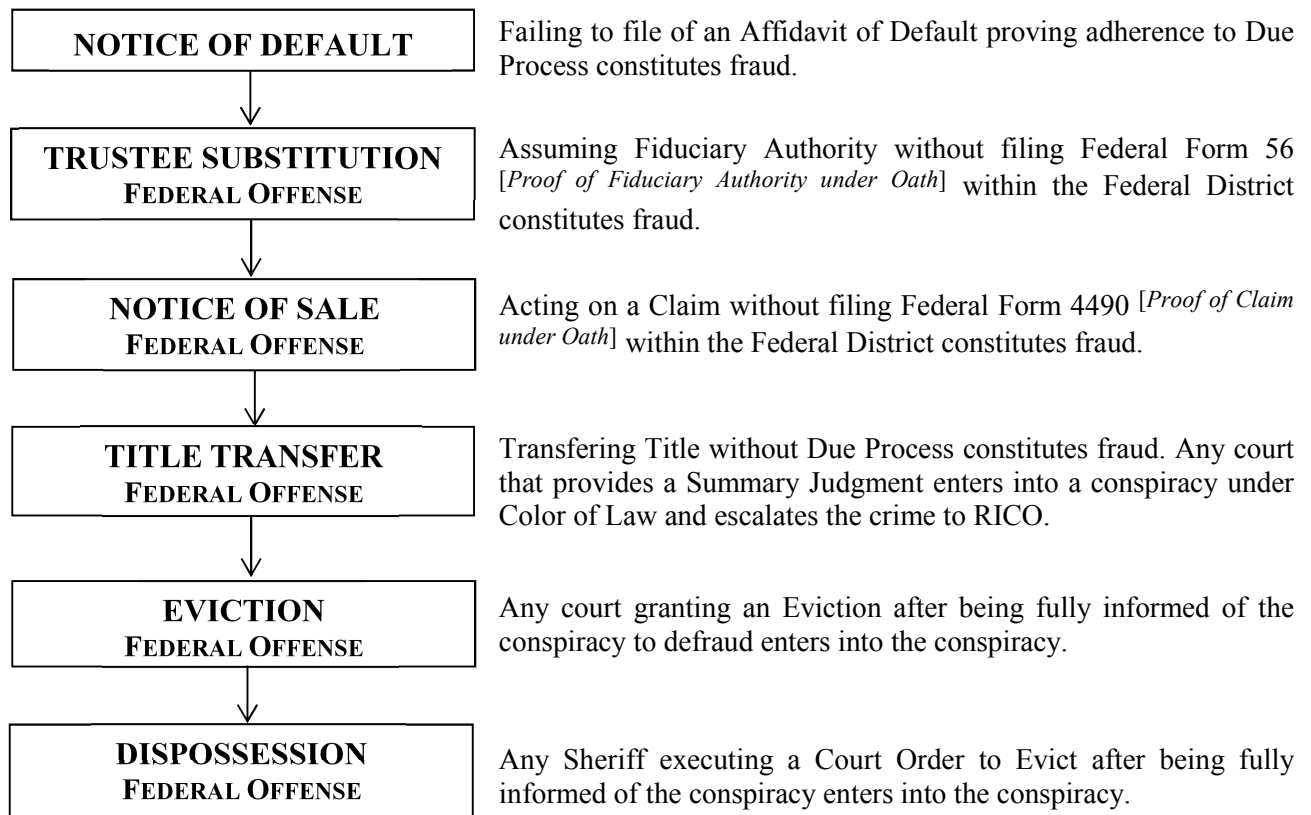 NOTICE OF DEFAULT
Failing to file of an Affidavit of Default proving adherence to Due
Process constitutes fraud.
TRUSTEE SUBSTITUTION
FEDERAL OFFENSE
Assuming Fiduciary Authority without filing Federal Form 56
[Proof of Fiduciary Authority under Oath] within the Federal District
constitutes fraud.
NOTICE OF SALE
FEDERAL OFFENSE
Acting on a Claim without filing Federal Form 4490 [Proof of Claim
under Oath] within the Federal District constitutes fraud.
TITLE TRANSFER
FEDERAL OFFENSE
Transfering Title without Due Process constitutes fraud. Any court
that provides a Summary Judgment enters into a conspiracy under
Color of Law and escalates the crime to RICO.
EVICTION
FEDERAL OFFENSE
Any court granting an Eviction after being fully informed of the
conspiracy to defraud enters into the conspiracy.
DISPOSSESSION
FEDERAL OFFENSE
Any Sheriff executing a Court Order to Evict after being fully
informed of the conspiracy enters into the conspiracy.